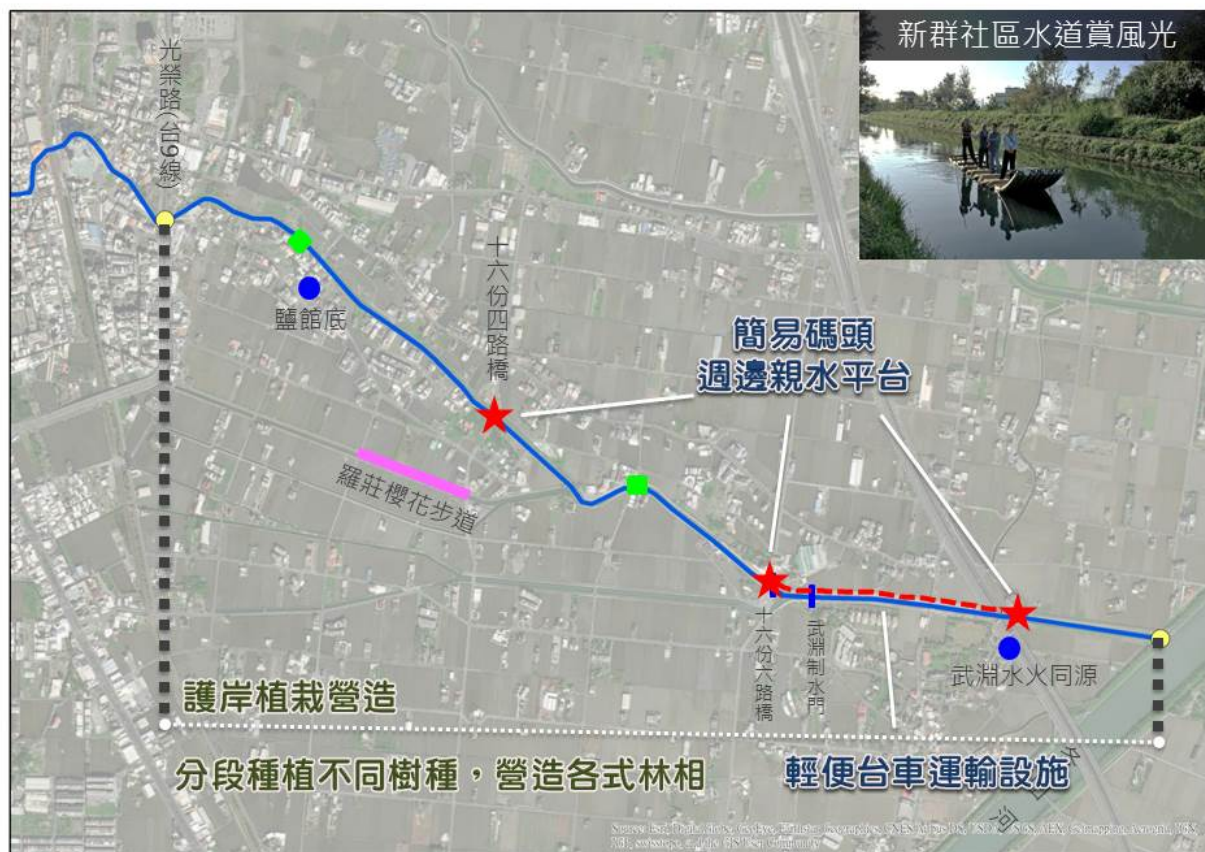 新群社區水道賞風光
光榮路(台9線)
鹽館底
十六份四路橋
簡易碼頭
週邊親水平台
羅莊櫻花步道
十六份六路橋
武淵制水門
武淵水火同源
護岸植栽營造
分段種植不同樹種，營造各式林相
輕便台車運輸設施
冬山河